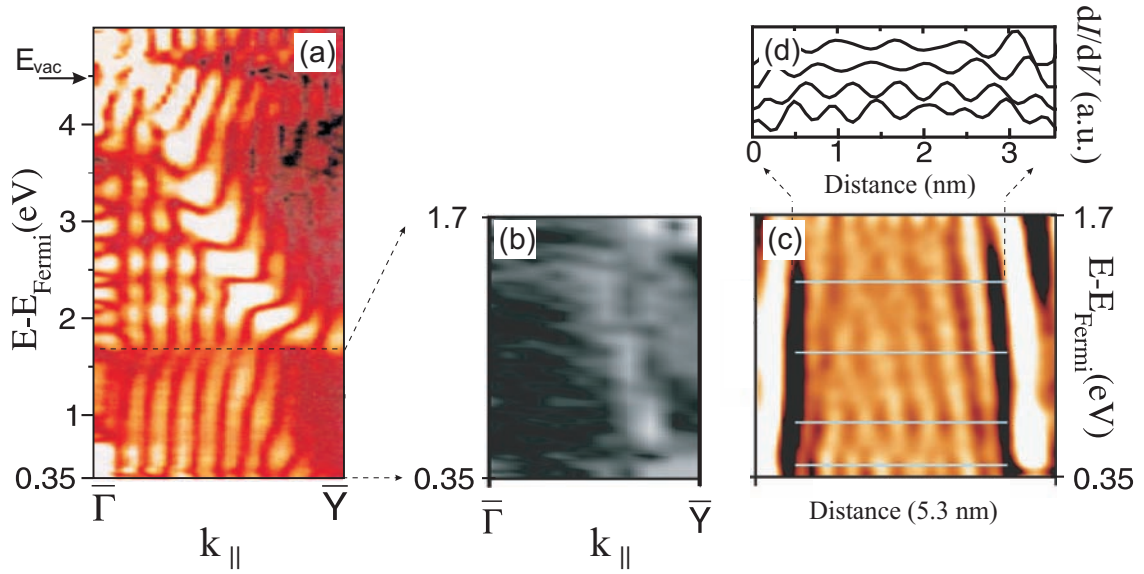 (a)
E_vac
4
3
2
1
0.35
E-E_Fermi(eV)
Γ̅
Y̅
k_||
(b)
1.7
0.35
Γ̅
Y̅
k_||
(d)
dI/dV (a.u.)
0 1 2 3
Distance (nm)
(c)
1.7
E-E_Fermi(eV)
0.35
Distance (5.3 nm)